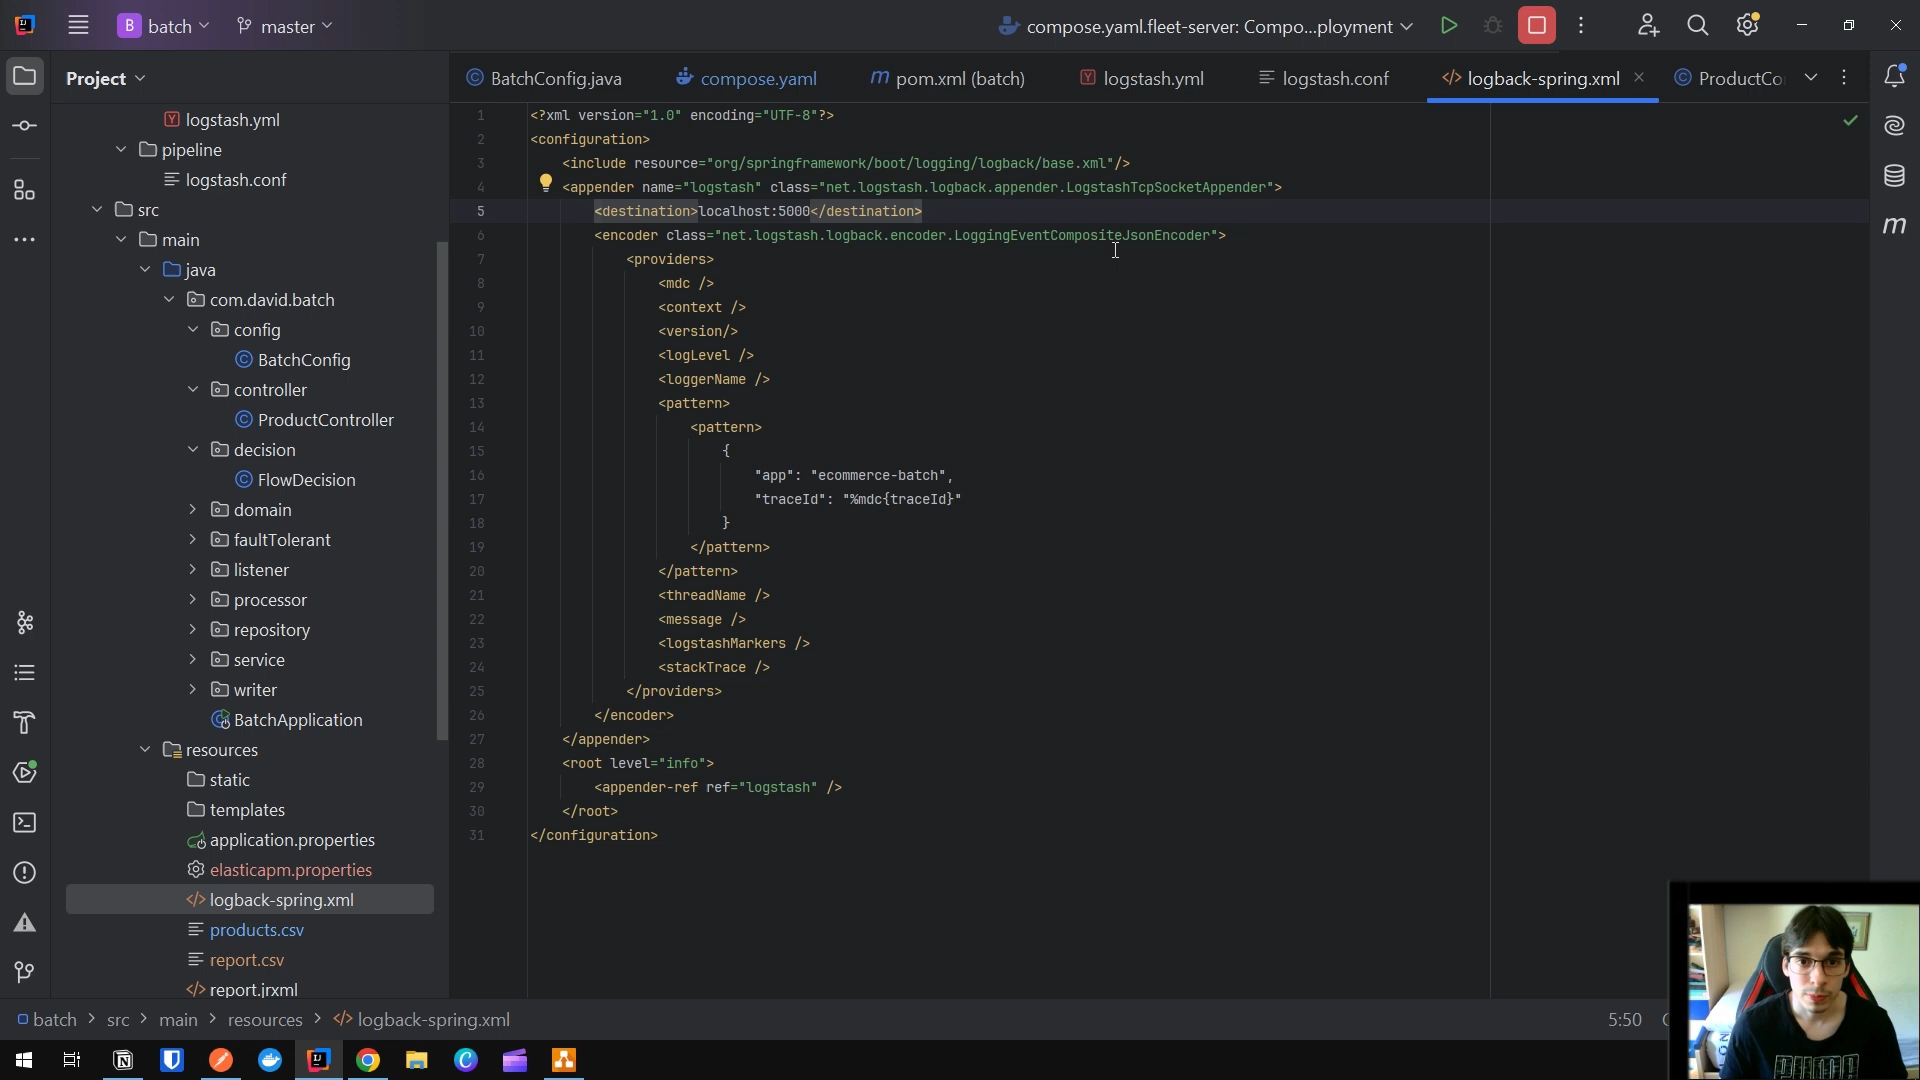 B batch master compose.yaml.fleet-server: Compo...ployment
Project
BatchConfig.java compose.yaml pom.xml (batch) logstash.yml logstash.conf logback-spring.xml ProductCo
logstash.yml
pipeline
logstash.conf
src
main
java
com.david.batch
config
BatchConfig
controller
ProductController
decision
FlowDecision
domain
faultTolerant
listener
processor
repository
service
writer
BatchApplication
resources
static
templates
application.properties
elasticapm.properties
logback-spring.xml
products.csv
report.csv
report.jrxml
1 <?xml version="1.0" encoding="UTF-8"?>
2 <configuration>
3 <include resource="org/springframework/boot/logging/logback/base.xml"/>
4 <appender name="logstash" class="net.logstash.logback.appender.LogstashTcpSocketAppender">
5 <destination>localhost:5000</destination>
6 <encoder class="net.logstash.logback.encoder.LoggingEventCompositeJsonEncoder">
7 <providers>
8 <mdc />
9 <context />
10 <version/>
11 <logLevel />
12 <loggerName />
13 <pattern>
14 <pattern>
15 {
16 "app": "ecommerce-batch",
17 "traceId": "%mdc{traceId}"
18 }
19 </pattern>
20 </pattern>
21 <threadName />
22 <message />
23 <logstashMarkers />
24 <stackTrace />
25 </providers>
26 </encoder>
27 </appender>
28 <root level="info">
29 <appender-ref ref="logstash" />
30 </root>
31 </configuration>
batch > src > main > resources > logback-spring.xml 5:50